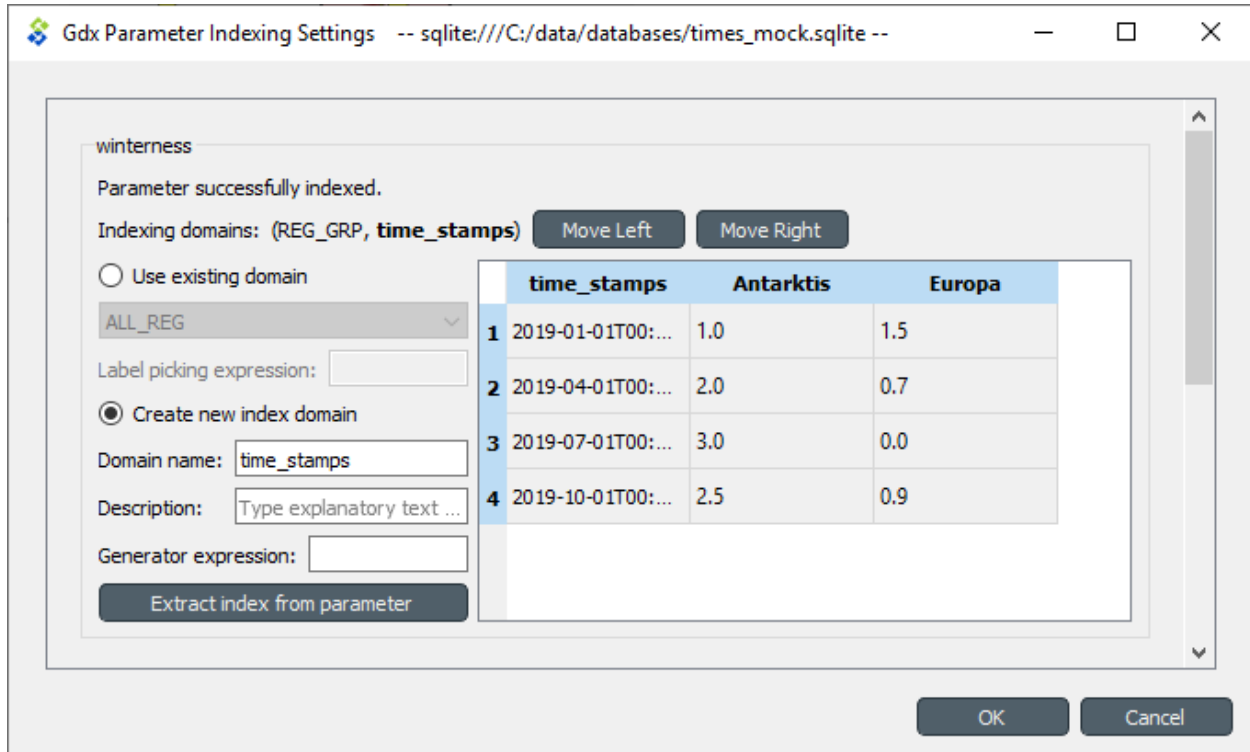 Gdx Parameter Indexing Settings -- sqlite:///C:/data/databases/times_mock.sqlite --
winterness
Parameter successfully indexed.
Indexing domains: (REG_GRP, time_stamps) Move Left Move Right
Use existing domain
ALL_REG
Label picking expression:
Create new index domain
Domain name: time_stamps
Description: Type explanatory text ...
Generator expression:
Extract index from parameter
time_stamps Antarktis Europa
1 2019-01-01T00:... 1.0 1.5
2 2019-04-01T00:... 2.0 0.7
3 2019-07-01T00:... 3.0 0.0
4 2019-10-01T00:... 2.5 0.9
OK Cancel